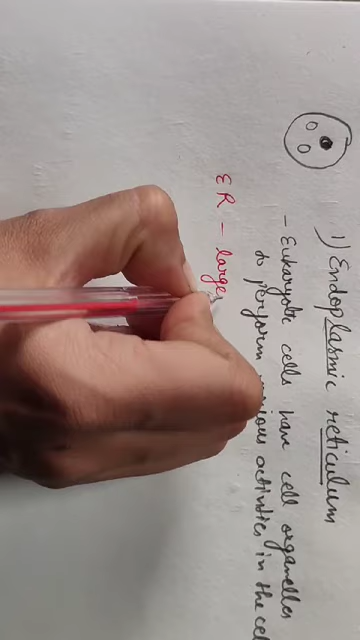 1) Endoplasmic reticulum
- Eukaryotic cells have cell organelles
to perform various activities in the cell
ER - large